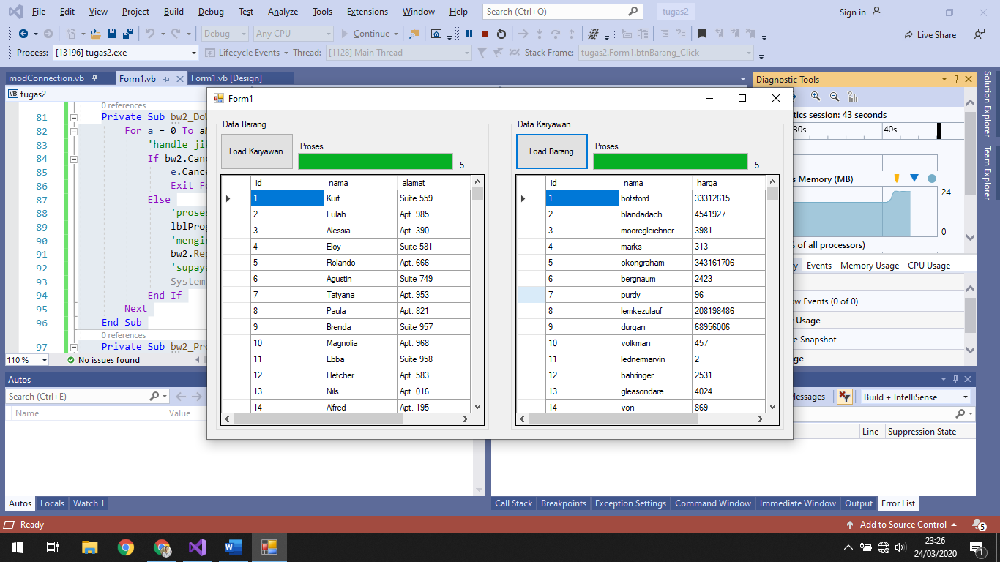 File Edit View Project Build Debug Test Analyze Tools Extensions Window Help Search (Ctrl+Q) tugas2 Sign in
Debug Any CPU Continue Live Share
Process: [13196] tugas2.exe Lifecycle Events Thread: [1128] Main Thread Stack Frame: tugas2.Form1.btnBarang_Click
modConnection.vb Form1.vb Form1.vb [Design] Diagnostic Tools
VB tugas2
Form1
0 references
81 Private Sub bw2_DoW
82 For a = 0 To aM
83 'handle jik
84 If bw2.Canc
85 e.Cance
86 Exit Fo
87 Else
88 'proses
89 lblProg
90 'mengin
91 bw2.Rep
92 'supaya
93 System.
94 End If
95 Next
96 End Sub
0 references
97 Private Sub bw2_Pro
110 % No issues found
Data Barang
Load Karyawan Proses 5
id nama alamat
1 Kurt Suite 559
2 Eulah Apt. 985
3 Alessia Apt. 390
4 Eloy Suite 581
5 Rolando Apt. 666
6 Agustin Suite 749
7 Tatyana Apt. 953
8 Paula Apt. 821
9 Brenda Suite 957
10 Magnolia Apt. 968
11 Ebba Suite 958
12 Fletcher Apt. 583
13 Nils Apt. 016
14 Alfred Apt. 195
Data Karyawan
Load Barang Proses 5
id nama harga
1 botsford 33312615
2 blandadach 4541927
3 mooregleichner 3981
4 marks 313
5 okongraham 343161706
6 bergnaum 2423
7 purdy 96
8 lemkezulauf 208198486
9 durgan 68956006
10 volkman 457
11 lednermarvin 2
12 bahringer 2531
13 gleasondare 4024
14 von 869
tics session: 43 seconds
30s 40s
s Memory (MB)
24
0
% of all processors)
Events Memory Usage CPU Usage
ow Events (0 of 0)
Usage
e Snapshot
ge
Solution Explorer
Team Explorer
Autos
Search (Ctrl+E)
Name Value
Messages Build + IntelliSense
Line Suppression State
Autos Locals Watch 1
Call Stack Breakpoints Exception Settings Command Window Immediate Window Output Error List
Ready Add to Source Control 5
23:26
24/03/2020
1